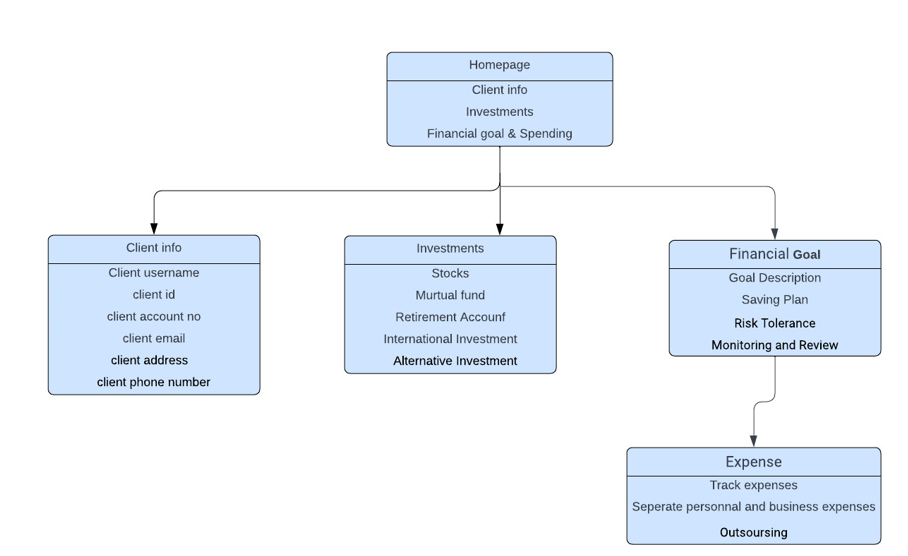 Homepage
Client info
Investments
Financial goal & Spending
Client info
Client username
client id
client account no
client email
client address
client phone number
Investments
Stocks
Murtual fund
Retirement Accounf
International Investment
Alternative Investment
Financial Goal
Goal Description
Saving Plan
Risk Tolerance
Monitoring and Review
Expense
Track expenses
Seperate personnal and business expenses
Outsoursing